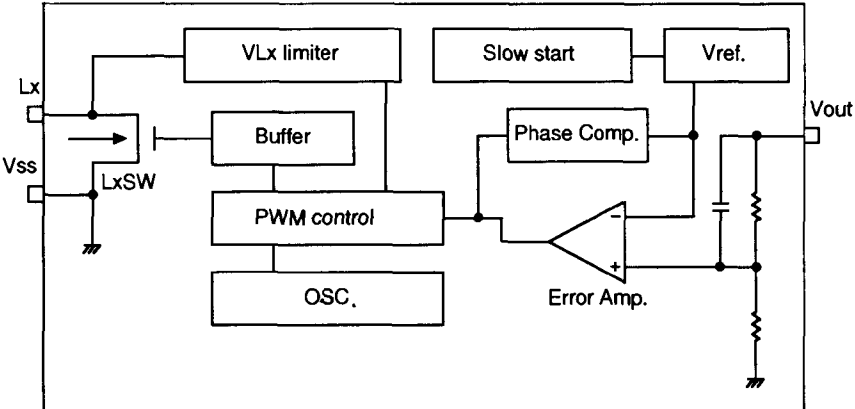 VLx limiter
Slow start
Vref.
Lx
Vout
Buffer
Phase Comp.
Vss
LxSW
PWM control
−
+
OSC.
Error Amp.